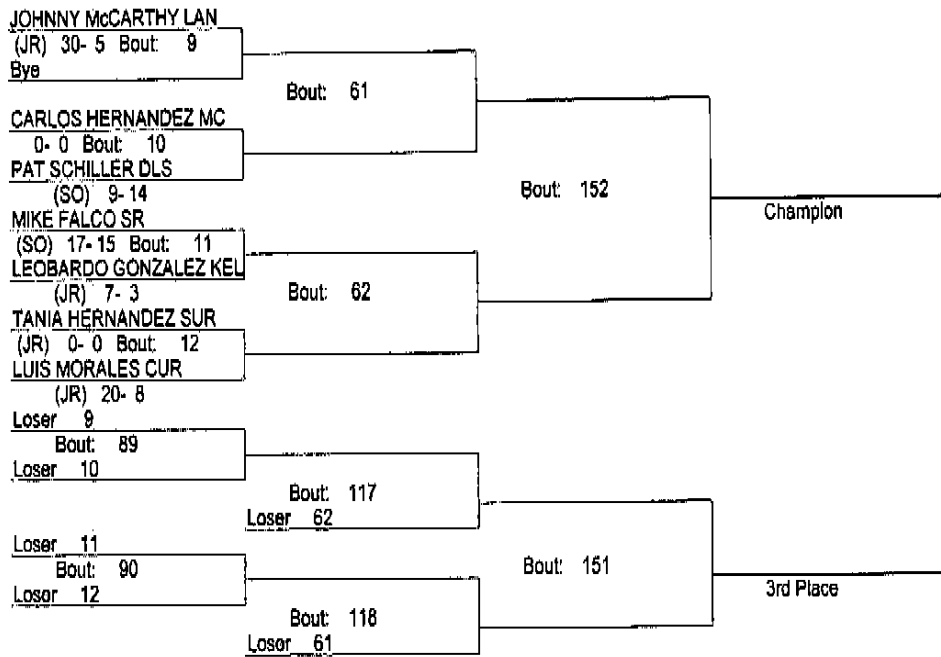 JOHNNY McCARTHY LAN
(JR) 30- 5 Bout: 9
Bye
Bout: 61
CARLOS HERNANDEZ MC
0- 0 Bout: 10
PAT SCHILLER DLS
(SO) 9- 14
Bout: 152
Champion
MIKE FALCO SR
(SO) 17- 15 Bout: 11
LEOBARDO GONZALEZ KEL
(JR) 7- 3
Bout: 62
TANIA HERNANDEZ SUR
(JR) 0- 0 Bout: 12
LUIS MORALES CUR
(JR) 20- 8
Loser 9
Bout: 89
Loser 10
Bout: 117
Loser 62
Loser 11
Bout: 90
Loser 12
Bout: 151
3rd Place
Bout: 118
Loser 61